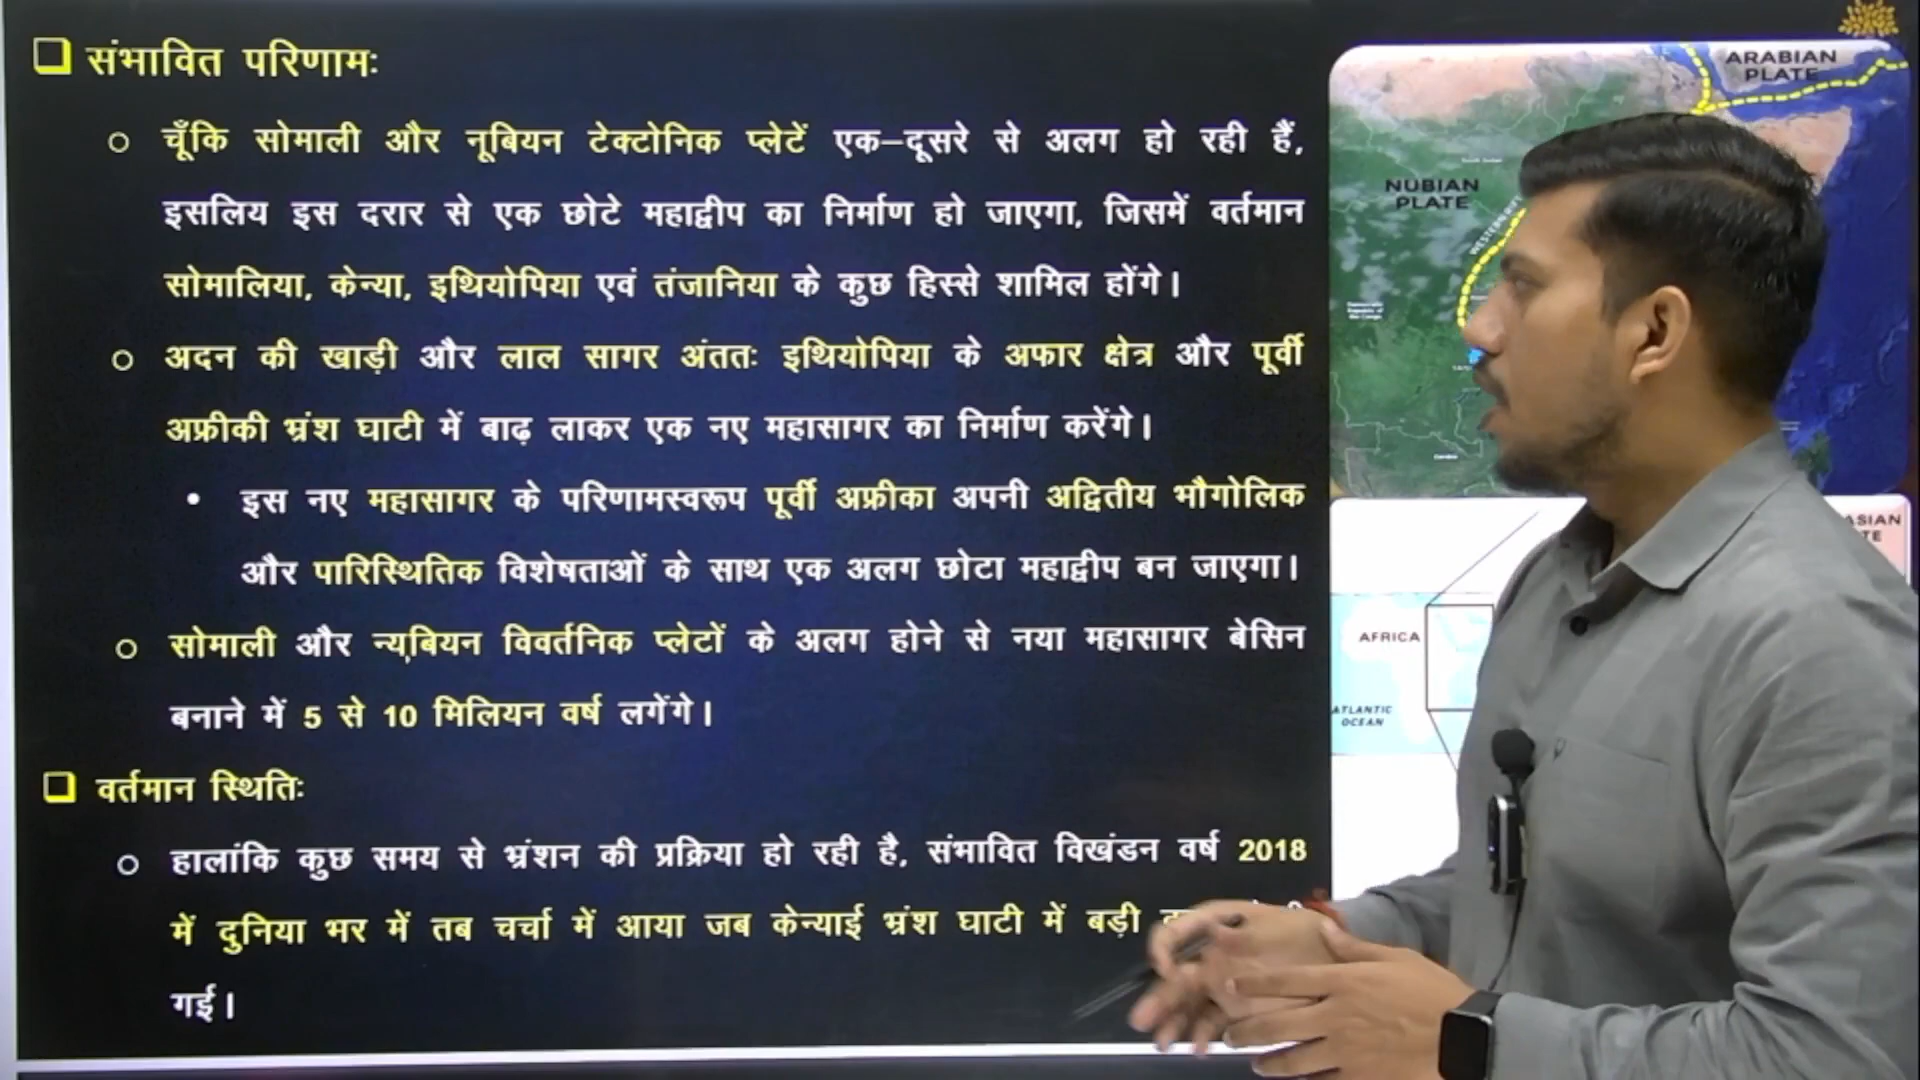 संभावित परिणामः
चूँकि सोमाली और नूबियन टेक्टोनिक प्लेटें एक–दूसरे से अलग हो रही हैं,
इसलिय इस दरार से एक छोटे महाद्वीप का निर्माण हो जाएगा, जिसमें वर्तमान
सोमालिया, केन्या, इथियोपिया एवं तंजानिया के कुछ हिस्से शामिल होंगे।
अदन की खाड़ी और लाल सागर अंततः इथियोपिया के अफार क्षेत्र और पूर्वी
अफ्रीकी भ्रंश घाटी में बाढ़ लाकर एक नए महासागर का निर्माण करेंगे।
इस नए महासागर के परिणामस्वरूप पूर्वी अफ्रीका अपनी अद्वितीय भौगोलिक
और पारिस्थितिक विशेषताओं के साथ एक अलग छोटा महाद्वीप बन जाएगा।
सोमाली और न्यूबियन विवर्तनिक प्लेटों के अलग होने से नया महासागर बेसिन
बनाने में 5 से 10 मिलियन वर्ष लगेंगे।
वर्तमान स्थितिः
हालांकि कुछ समय से भ्रंशन की प्रक्रिया हो रही है, संभावित विखंडन वर्ष 2018
में दुनिया भर में तब चर्चा में आया जब केन्याई भ्रंश घाटी में बड़ी
गई।
ARABIAN
PLATE
NUBIAN
PLATE
AFRICA
ATLANTIC
OCEAN